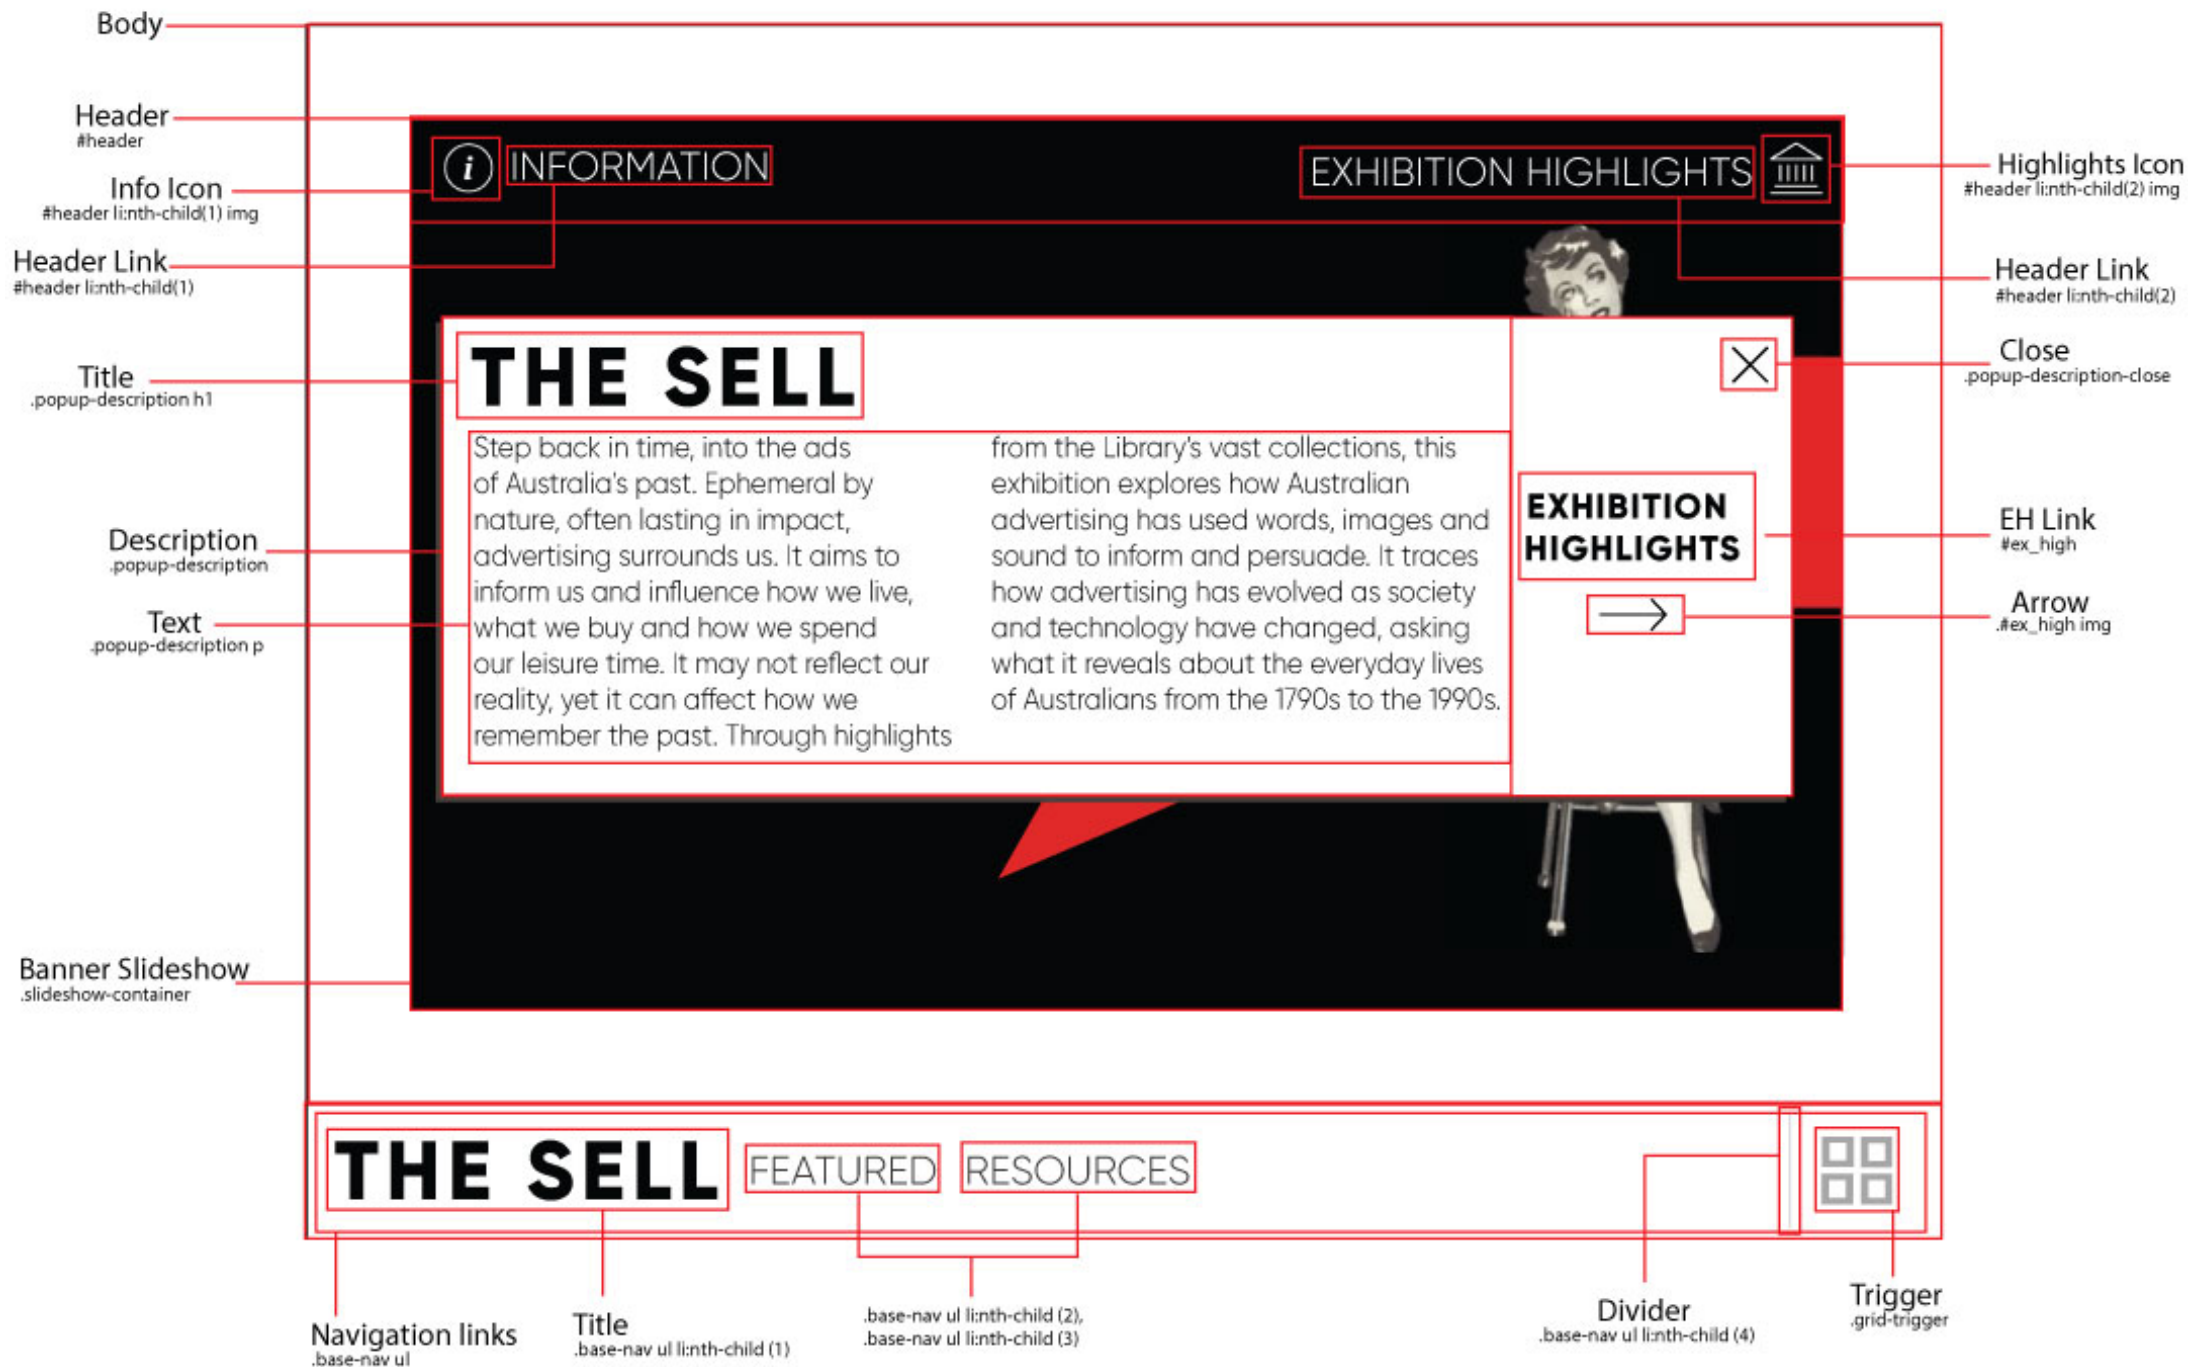 Body
Header
#header
Info Icon
#header li:nth-child(1) img
Header Link
#header li:nth-child(1)
Title
.popup-description h1
Description
.popup-description
Text
.popup-description p
Banner Slideshow
.slideshow-container
i INFORMATION
EXHIBITION HIGHLIGHTS
THE SELL
Step back in time, into the ads
of Australia's past. Ephemeral by
nature, often lasting in impact,
advertising surrounds us. It aims to
inform us and influence how we live,
what we buy and how we spend
our leisure time. It may not reflect our
reality, yet it can affect how we
remember the past. Through highlights
from the Library's vast collections, this
exhibition explores how Australian
advertising has used words, images and
sound to inform and persuade. It traces
how advertising has evolved as society
and technology have changed, asking
what it reveals about the everyday lives
of Australians from the 1790s to the 1990s.
EXHIBITION
HIGHLIGHTS
Highlights Icon
#header li:nth-child(2) img
Header Link
#header li:nth-child(2)
Close
.popup-description-close
EH Link
#ex_high
Arrow
.#ex_high img
THE SELL
FEATURED
RESOURCES
Navigation links
.base-nav ul
Title
.base-nav ul li:nth-child (1)
.base-nav ul li:nth-child (2),
.base-nav ul li:nth-child (3)
Divider
.base-nav ul li:nth-child (4)
Trigger
.grid-trigger